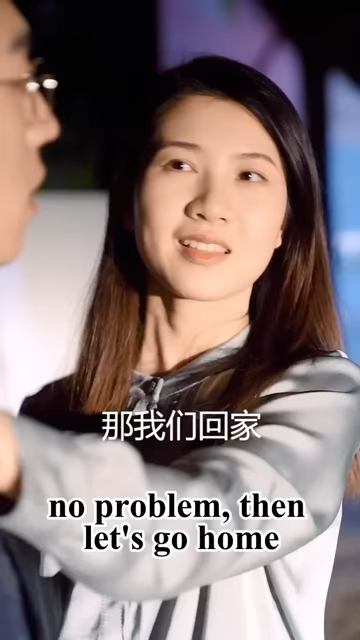 那我们回家
no problem, then
let's go home